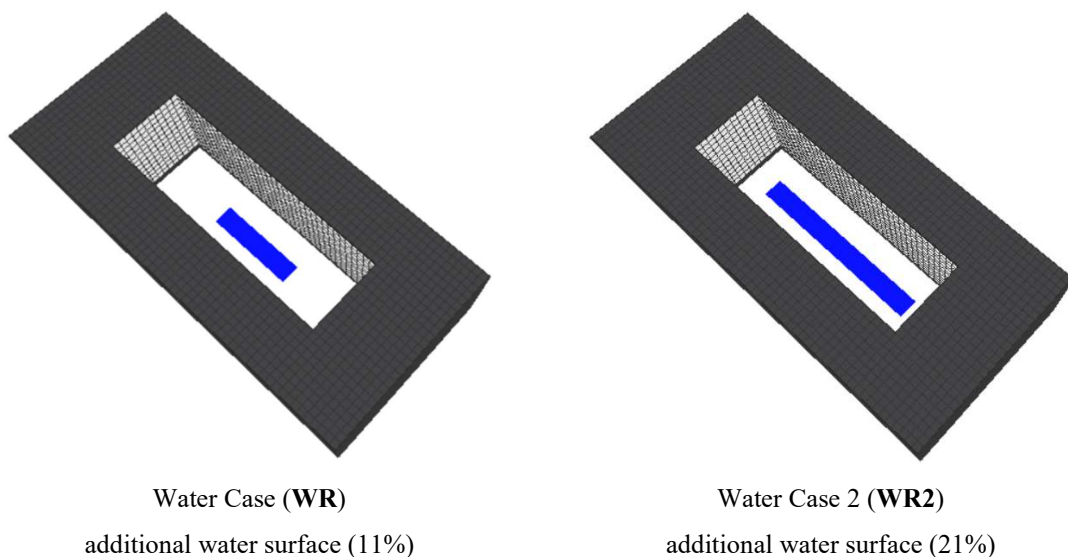 Water Case (WR)
additional water surface (11%)
Water Case 2 (WR2)
additional water surface (21%)